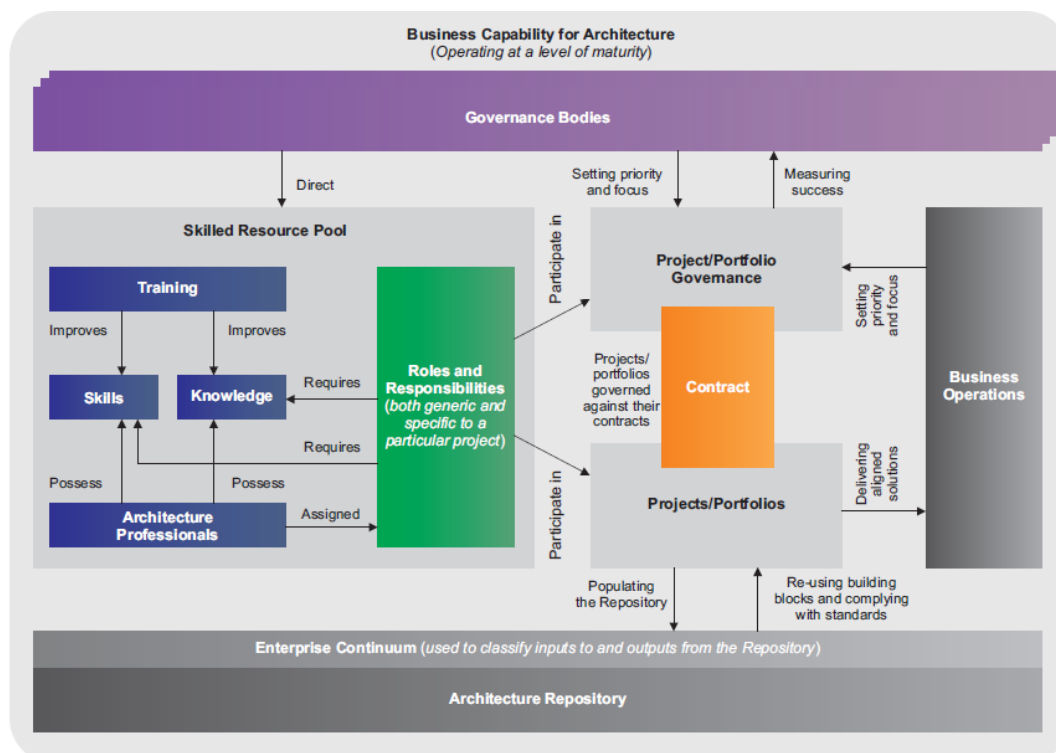 Business Capability for Architecture
(Operating at a level of maturity)
Governance Bodies
Direct
Setting priority
and focus
Measuring
success
Skilled Resource Pool
Training
Improves
Improves
Skills
Knowledge
Requires
Requires
Possess
Possess
Architecture
Professionals
Assigned
Roles and
Responsibilities
(both generic and
specific to a
particular project)
Participate in
Participate in
Project/Portfolio
Governance
Projects/
portfolios
governed
against their
contracts
Contract
Projects/Portfolios
Setting
priority
and focus
Delivering
aligned
solutions
Business
Operations
Populating
the Repository
Re-using building
blocks and complying
with standards
Enterprise Continuum (used to classify inputs to and outputs from the Repository)
Architecture Repository